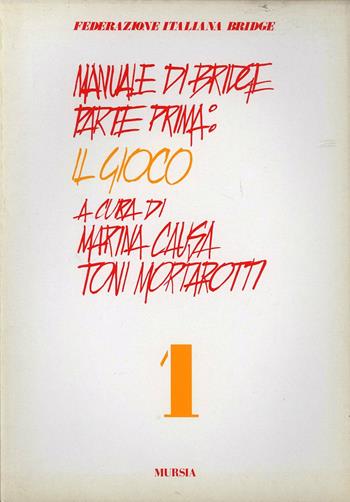 FEDERAZIONE ITALIANA BRIDGE
MANUALE DI BRIDGE
PARTE PRIMA:
IL GIOCO
A CURA DI
MARINA CAUSA
TONI MORTAROTTI
1
MURSIA